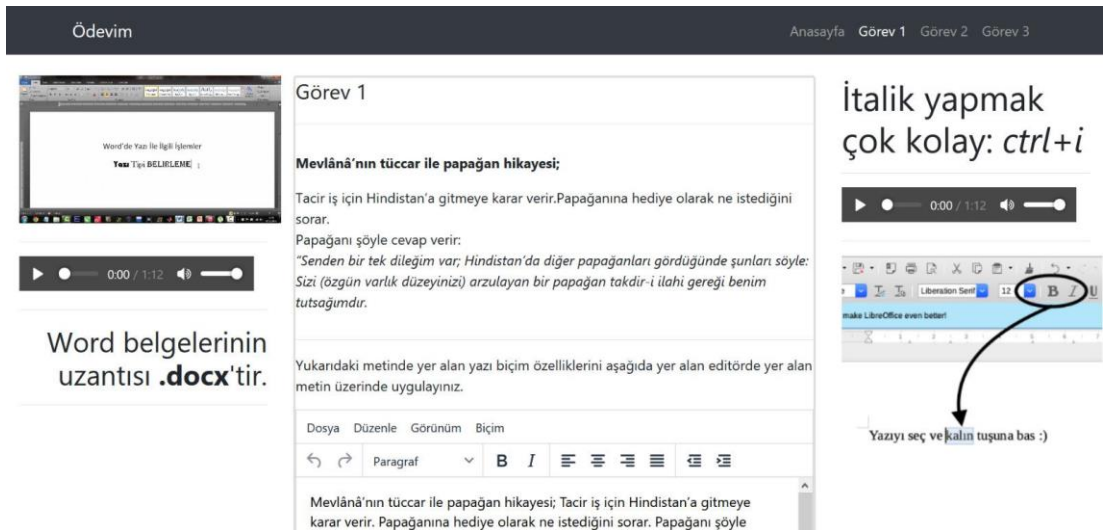 Ödevim
Anasayfa Görev 1 Görev 2 Görev 3
Word'de Yazı İle İlgili İşlemler
Yazı Tipi BELİRLEME
0:00 / 1:12
Word belgelerinin
uzantısı .docx'tir.
Görev 1
Mevlânâ'nın tüccar ile papağan hikayesi;
Tacir iş için Hindistan'a gitmeye karar verir.Papağanına hediye olarak ne istediğini
sorar.
Papağanı şöyle cevap verir:
"Senden bir tek dileğim var; Hindistan'da diğer papağanları gördüğünde şunları söyle:
Sizi (özgün varlık düzeyinizi) arzulayan bir papağan takdir-i ilahi gereği benim
tutsağımdır.
Yukarıdaki metinde yer alan yazı biçim özelliklerini aşağıda yer alan editörde yer alan
metin üzerinde uygulayınız.
Dosya Düzenle Görünüm Biçim
Paragraf B I
Mevlânâ'nın tüccar ile papağan hikayesi; Tacir iş için Hindistan'a gitmeye
karar verir. Papağanına hediye olarak ne istediğini sorar. Papağanı şöyle
İtalik yapmak
çok kolay: ctrl+i
0:00 / 1:12
Liberation Serif 12 B I U
make LibreOffice even better!
Yazıyı seç ve kalın tuşuna bas :)